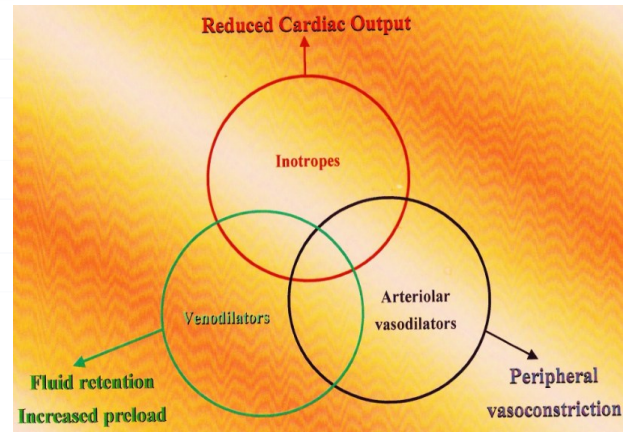 Reduced Cardiac Output
Inotropes
Venodilators
Arteriolar
vasodilators
Fluid retention
Increased preload
Peripheral
vasoconstriction